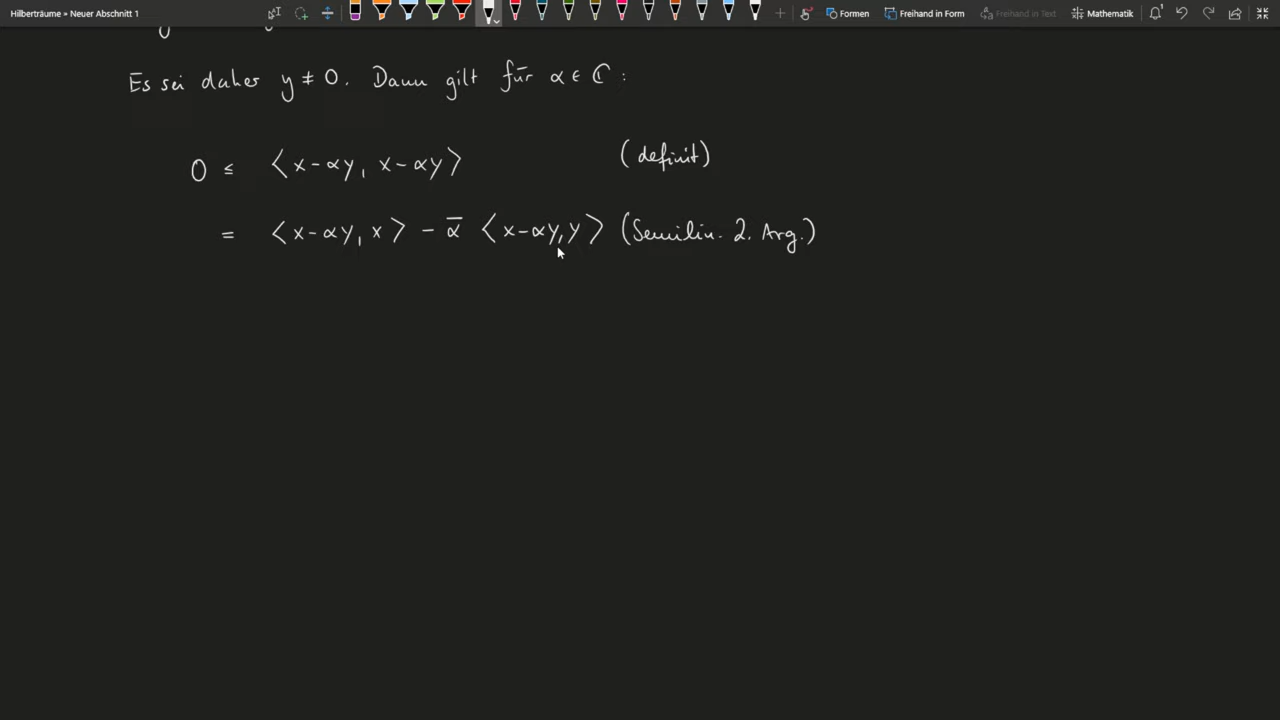 Hilberträume » Neuer Abschnitt 1 Formen Freihand in Form Freihand in Text Mathematik
Es sei daher y ≠ 0. Dann gilt für α ∈ ℂ :
0 ≤ ⟨x-αy, x-αy⟩ (definit)
= ⟨x-αy, x⟩ - ᾱ ⟨x-αy, y⟩ (Semilin. 2. Arg.)